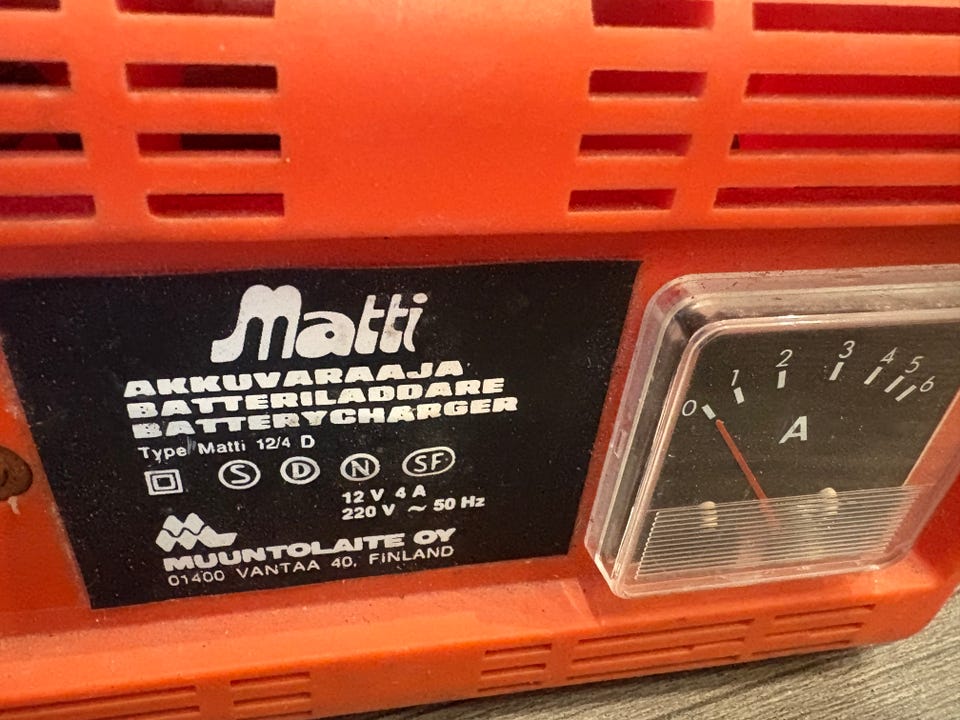 Matti
AKKUVARAAJA
BATTERILADDARE
BATTERYCHARGER
Type Matti 12/4 D
S D N SF
12 V 4 A
220 V ~ 50 Hz
MUUNTOLAITE OY
01400 VANTAA 40, FINLAND
0 1 2 3 4 5 6
A